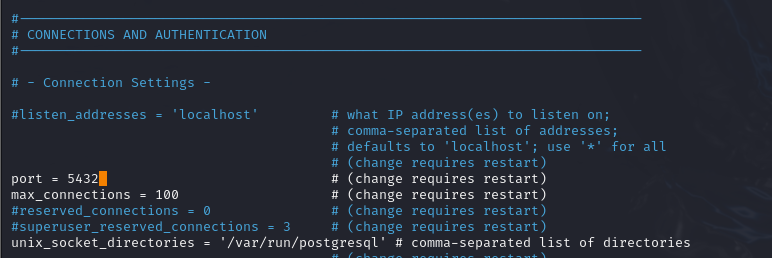 #------------------------------------------------------------------------------
# CONNECTIONS AND AUTHENTICATION
#------------------------------------------------------------------------------
# - Connection Settings -
#listen_addresses = 'localhost' # what IP address(es) to listen on;
# comma-separated list of addresses;
# defaults to 'localhost'; use '*' for all
# (change requires restart)
port = 5432 # (change requires restart)
max_connections = 100 # (change requires restart)
#reserved_connections = 0 # (change requires restart)
#superuser_reserved_connections = 3 # (change requires restart)
unix_socket_directories = '/var/run/postgresql' # comma-separated list of directories
# (change requires restart)